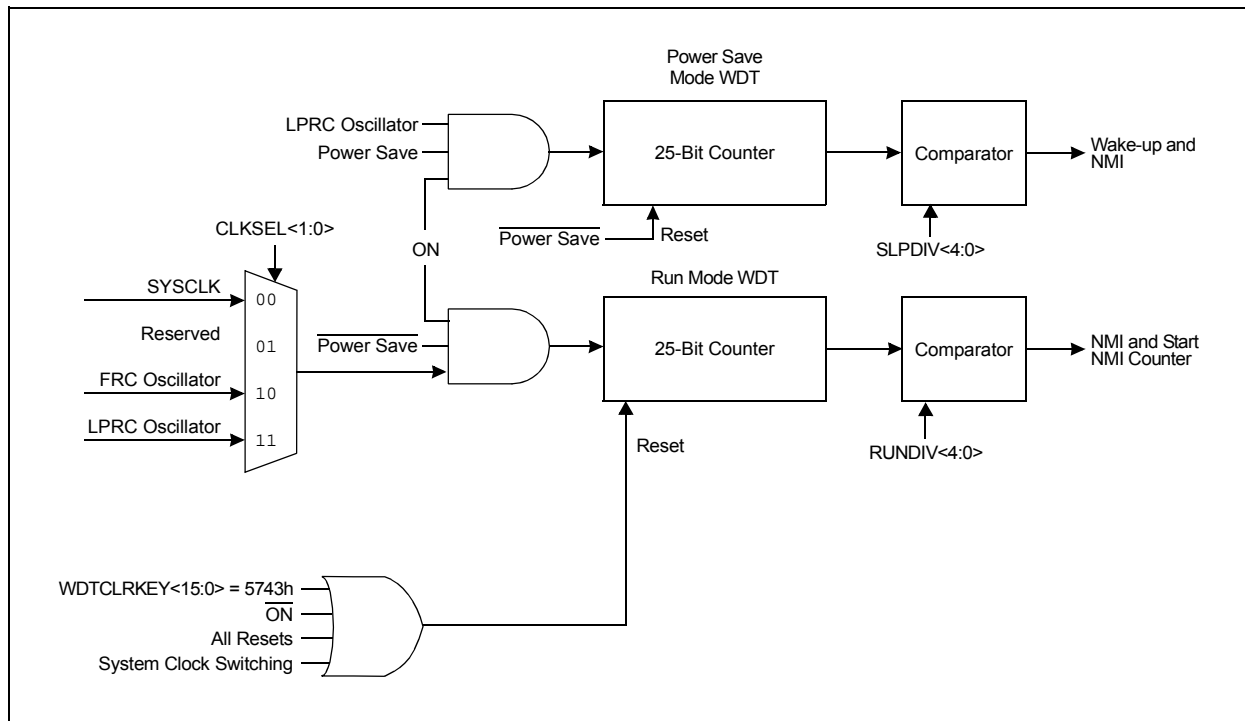 Power Save
Mode WDT
LPRC Oscillator
Power Save
25-Bit Counter
Comparator
Wake-up and
NMI
CLKSEL<1:0>
ON
Power Save
Reset
SLPDIV<4:0>
Run Mode WDT
SYSCLK
00
Reserved
01
Power Save
25-Bit Counter
Comparator
NMI and Start
NMI Counter
FRC Oscillator
10
LPRC Oscillator
11
Reset
RUNDIV<4:0>
WDTCLRKEY<15:0> = 5743h
ON
All Resets
System Clock Switching